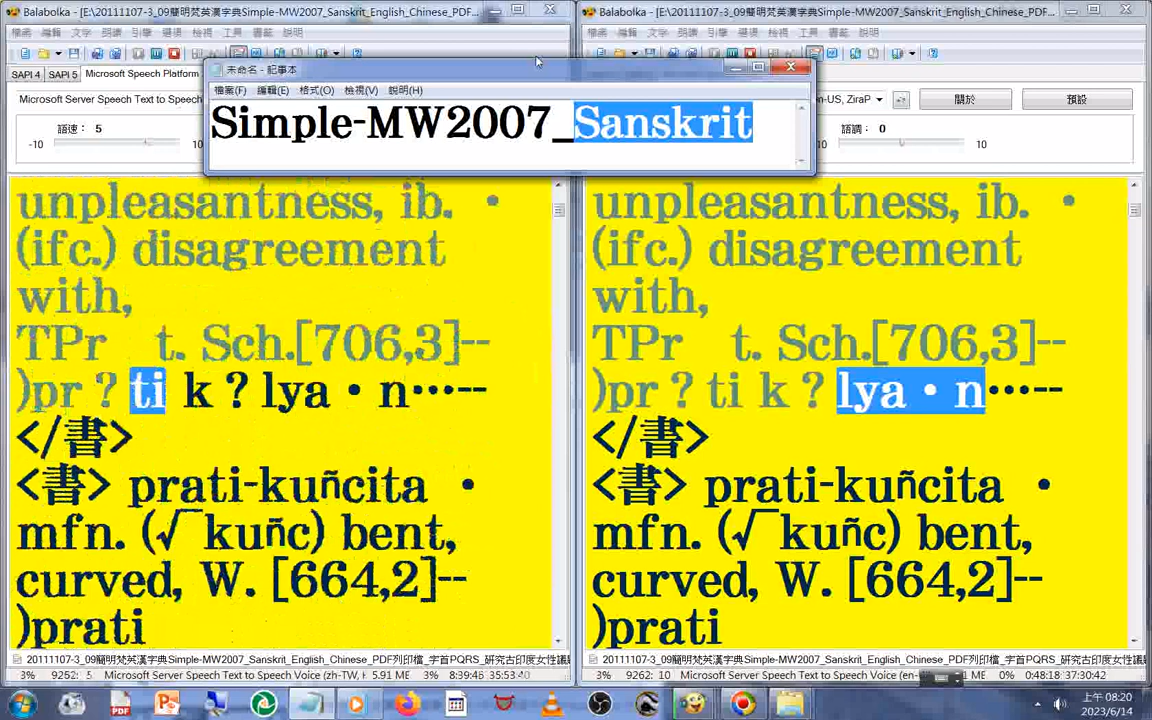 Balabolka - [E:\20111107-3_09簡明梵英漢字典Simple-MW2007_Sanskrit_English_Chinese_PDF...
Balabolka - [E:\20111107-3_09簡明梵英漢字典Simple-MW2007_Sanskrit_English_Chinese_PDF...
SAPI 4
SAPI 5
Microsoft Speech Platform
未命名 - 記事本
檔案(F) 編輯(E) 格式(O) 檢視(V) 說明(H)
Simple-MW2007_Sanskrit
Microsoft Server Speech Text to Speech
en-US, ZiraP
關於
預設
語速： 5
語調： 0
-10
10
10
unpleasantness, ib. •
(ifc.) disagreement
with,
TPr t. Sch.[706,3]--
)pr ? ti k ? lya • n…--
</書>
<書> prati-kuñcita •
mfn. (√kuñc) bent,
curved, W. [664,2]--
)prati
unpleasantness, ib. •
(ifc.) disagreement
with,
TPr t. Sch.[706,3]--
)pr ? ti k ? lya • n…--
</書>
<書> prati-kuñcita •
mfn. (√kuñc) bent,
curved, W. [664,2]--
)prati
20111107-3_09簡明梵英漢字典Simple-MW2007_Sanskrit_English_Chinese_PDF列印檔_字首PQRS_研究古印度女性議
20111107-3_09簡明梵英漢字典Simple-MW2007_Sanskrit_English_Chinese_PDF列印檔_字首PQRS_研究古印度女性議
3% 9252: 5 Microsoft Server Speech Text to Speech Voice (zh-TW, 5.91 ME 3% 8:39:46 35:53:40
3% 9262: 10 Microsoft Server Speech Text to Speech Voice (en- 0% 0:48:18 37:30:42
上午 08:20
2023/6/14